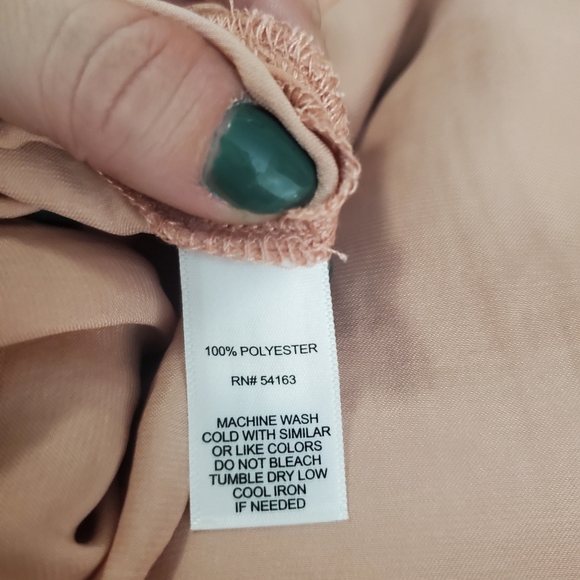 100% POLYESTER
RN# 54163
MACHINE WASH
COLD WITH SIMILAR
OR LIKE COLORS
DO NOT BLEACH
TUMBLE DRY LOW
COOL IRON
IF NEEDED